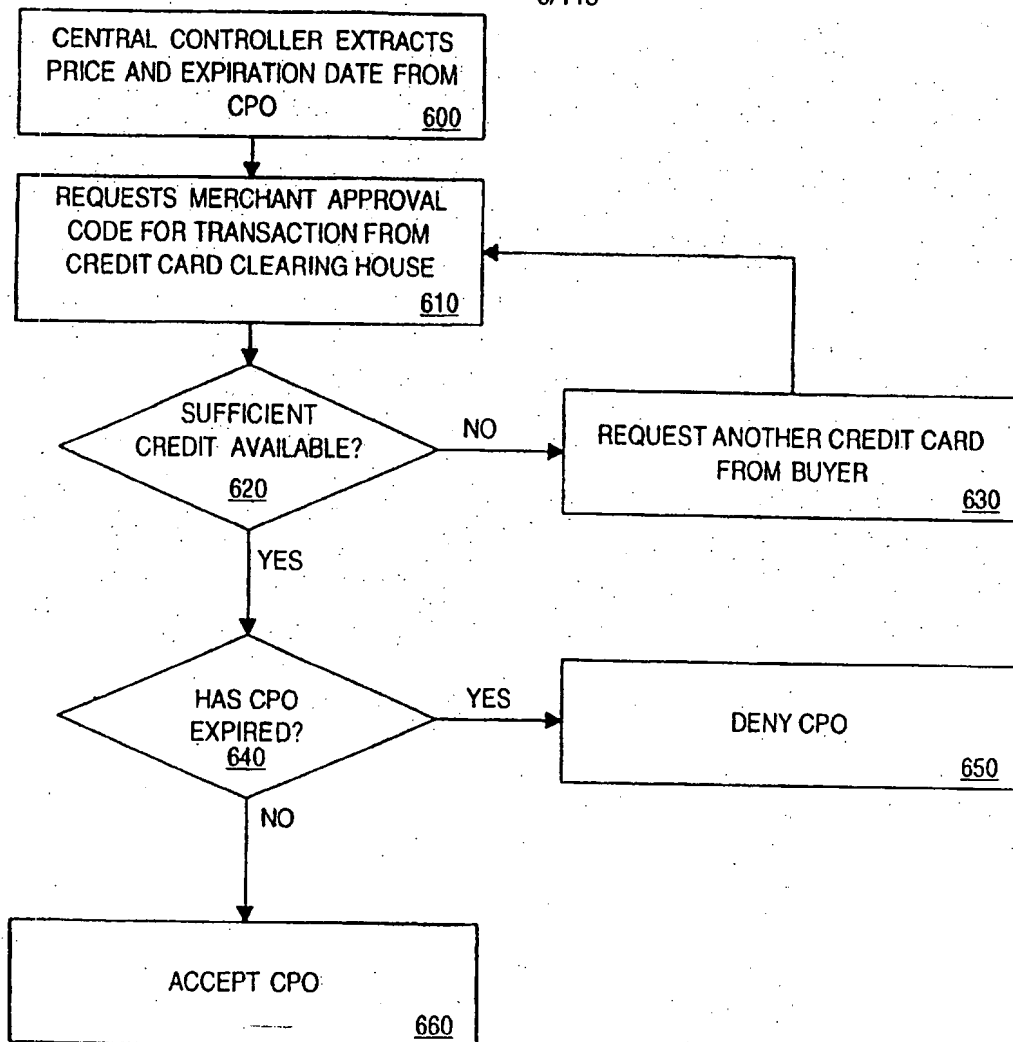 CENTRAL CONTROLLER EXTRACTS
PRICE AND EXPIRATION DATE FROM
CPO
600
REQUESTS MERCHANT APPROVAL
CODE FOR TRANSACTION FROM
CREDIT CARD CLEARING HOUSE
610
SUFFICIENT
CREDIT AVAILABLE?
620
NO
REQUEST ANOTHER CREDIT CARD
FROM BUYER
630
YES
HAS CPO
EXPIRED?
640
YES
DENY CPO
650
NO
ACCEPT CPO
660